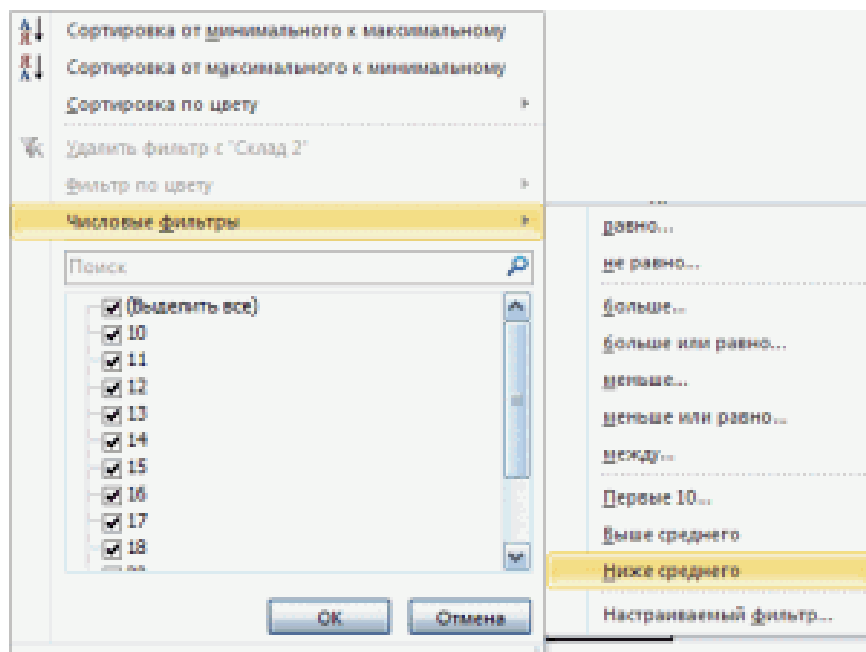 Сортировка от минимального к максимальному
Сортировка от максимального к минимальному
Сортировка по цвету
Удалить фильтр с "Склад 2"
Фильтр по цвету
Числовые фильтры
Поиск
(Выделить все)
10
11
12
13
14
15
16
17
18
ОК
Отмена
равно...
не равно...
больше...
больше или равно...
меньше...
меньше или равно...
между...
Первые 10...
Выше среднего
Ниже среднего
Настраиваемый фильтр...